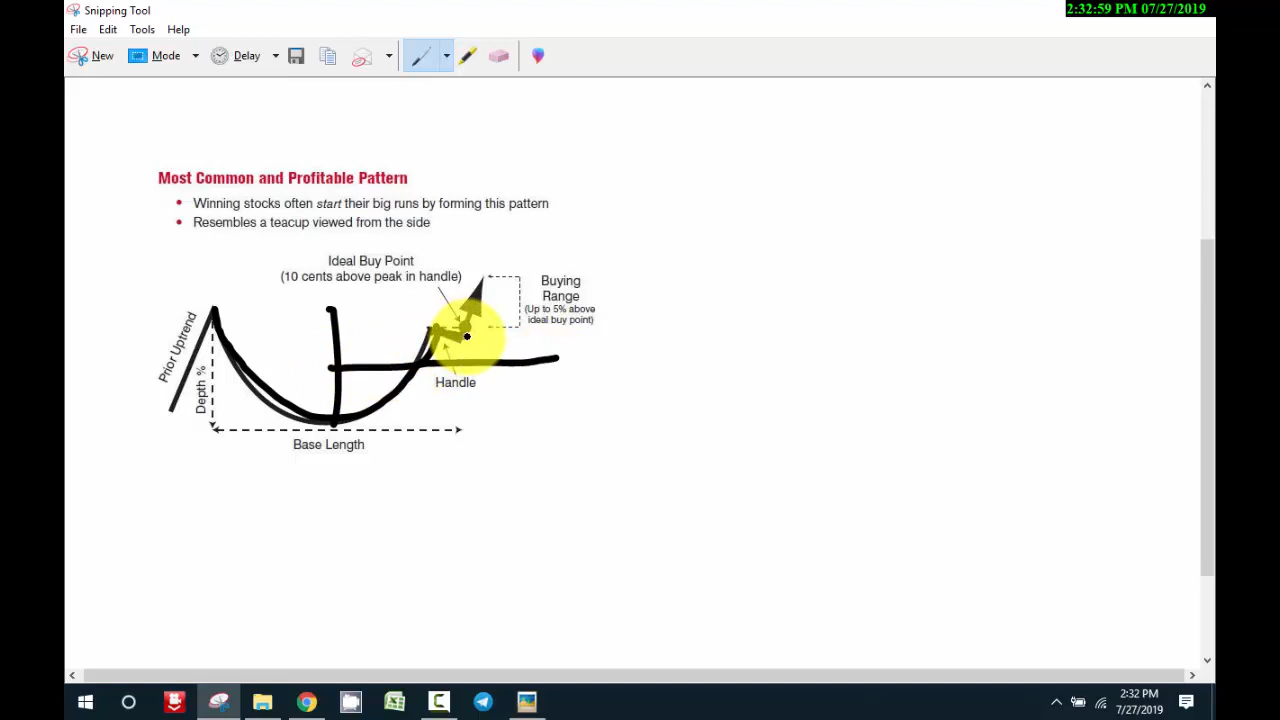 Snipping Tool
2:32:59 PM 07/27/2019
File Edit Tools Help
New Mode Delay
Most Common and Profitable Pattern
• Winning stocks often start their big runs by forming this pattern
• Resembles a teacup viewed from the side
Ideal Buy Point
(10 cents above peak in handle)
Buying
Range
(Up to 5% above
ideal buy point)
Prior Uptrend
Depth %
Handle
Base Length
2:32 PM
7/27/2019